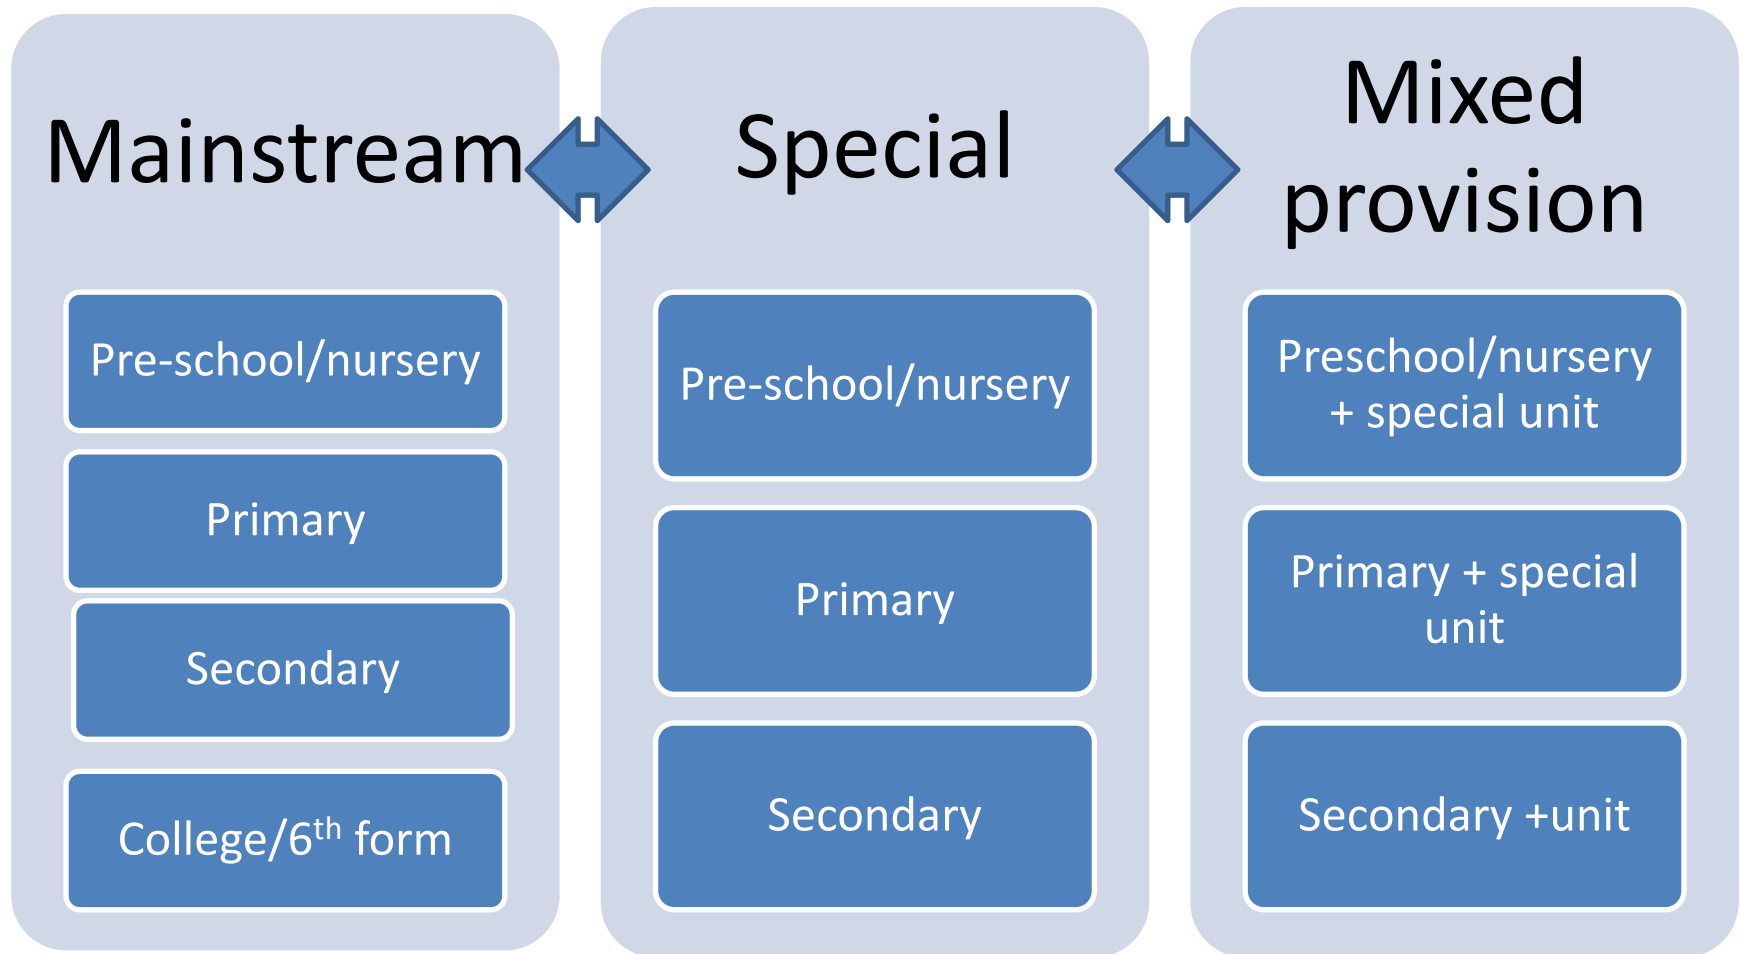 Mainstream
Pre-school/nursery
Primary
Secondary
College/6th form
Special
Pre-school/nursery
Primary
Secondary
Mixed
provision
Preschool/nursery
+ special unit
Primary + special
unit
Secondary +unit